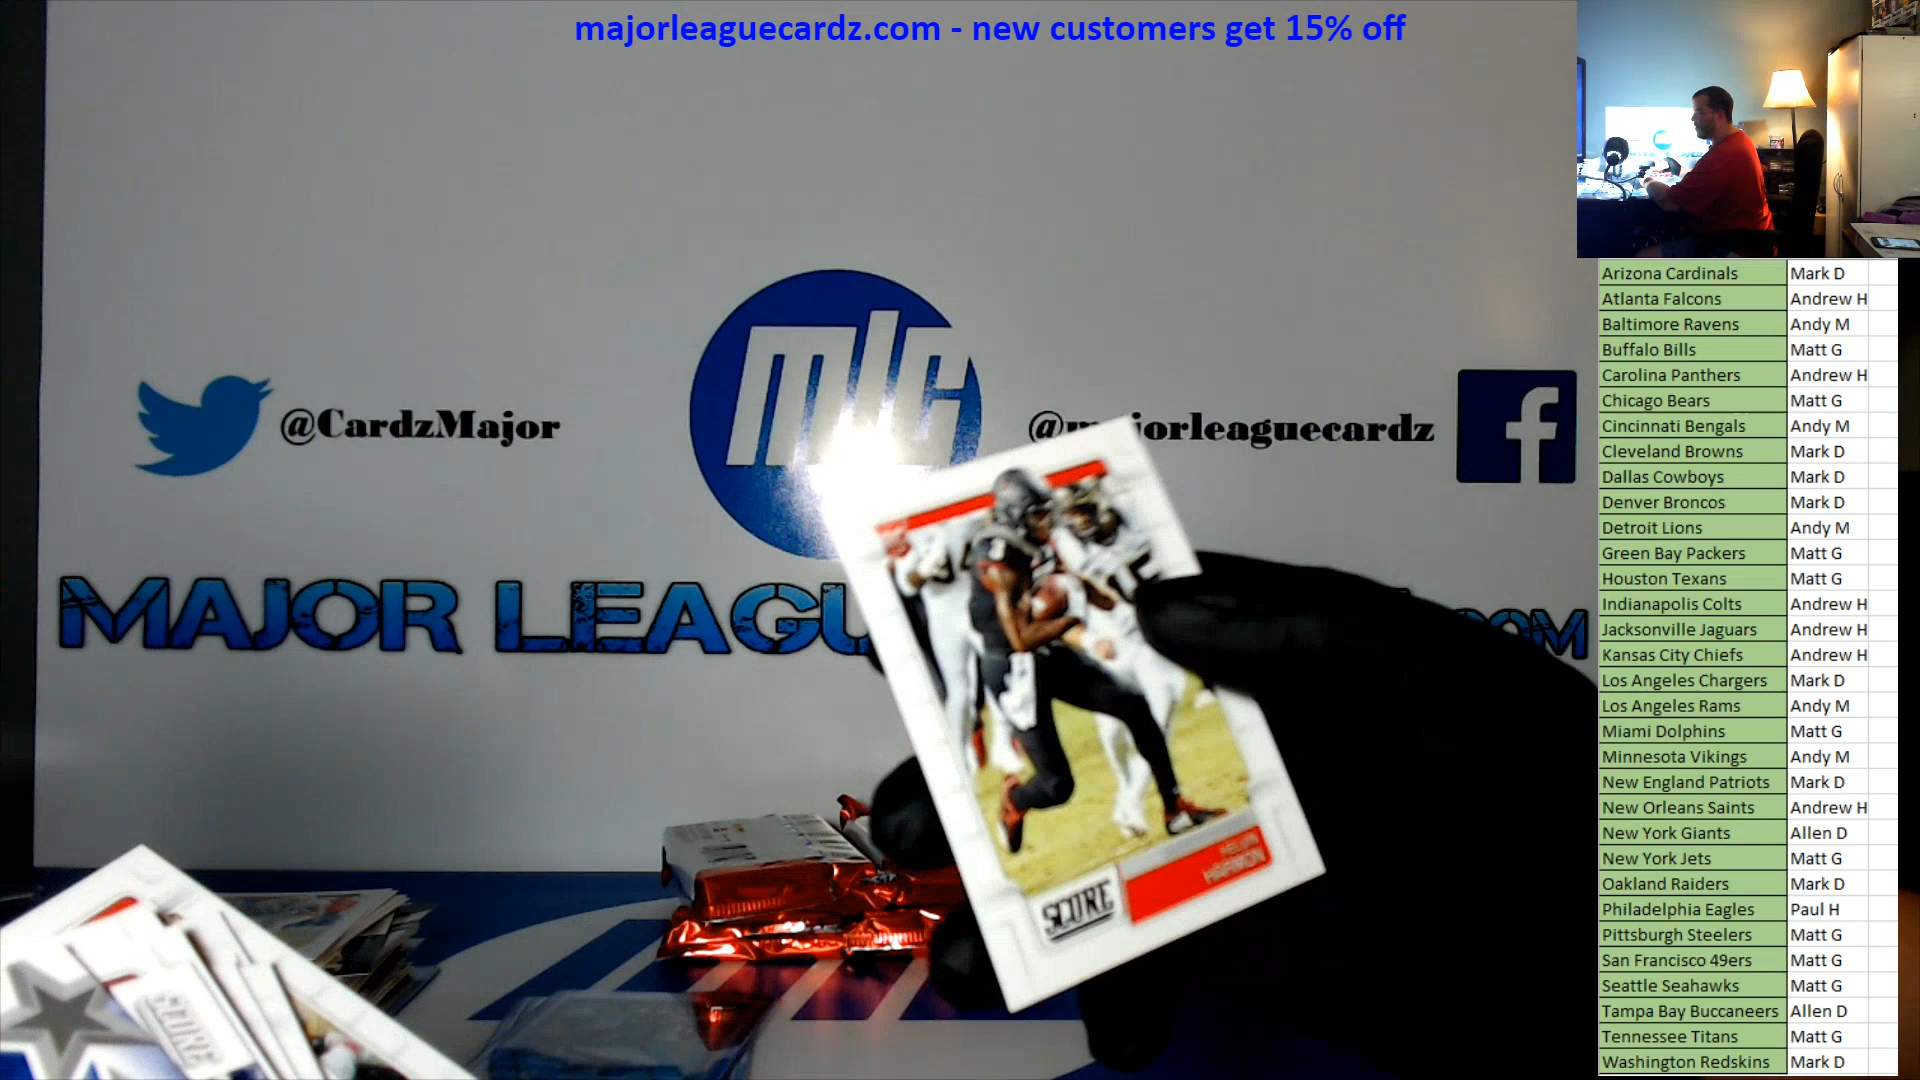 majorleaguecardz.com - new customers get 15% off
mlc
@CardzMajor
jorleaguecardz
MAJOR LEAGU
OM
HARMON
SCORE
SCORE
Arizona Cardinals Mark D
Atlanta Falcons Andrew H
Baltimore Ravens Andy M
Buffalo Bills Matt G
Carolina Panthers Andrew H
Chicago Bears Matt G
Cincinnati Bengals Andy M
Cleveland Browns Mark D
Dallas Cowboys Mark D
Denver Broncos Mark D
Detroit Lions Andy M
Green Bay Packers Matt G
Houston Texans Matt G
Indianapolis Colts Andrew H
Jacksonville Jaguars Andrew H
Kansas City Chiefs Andrew H
Los Angeles Chargers Mark D
Los Angeles Rams Andy M
Miami Dolphins Matt G
Minnesota Vikings Andy M
New England Patriots Mark D
New Orleans Saints Andrew H
New York Giants Allen D
New York Jets Matt G
Oakland Raiders Mark D
Philadelphia Eagles Paul H
Pittsburgh Steelers Matt G
San Francisco 49ers Matt G
Seattle Seahawks Matt G
Tampa Bay Buccaneers Allen D
Tennessee Titans Matt G
Washington Redskins Mark D